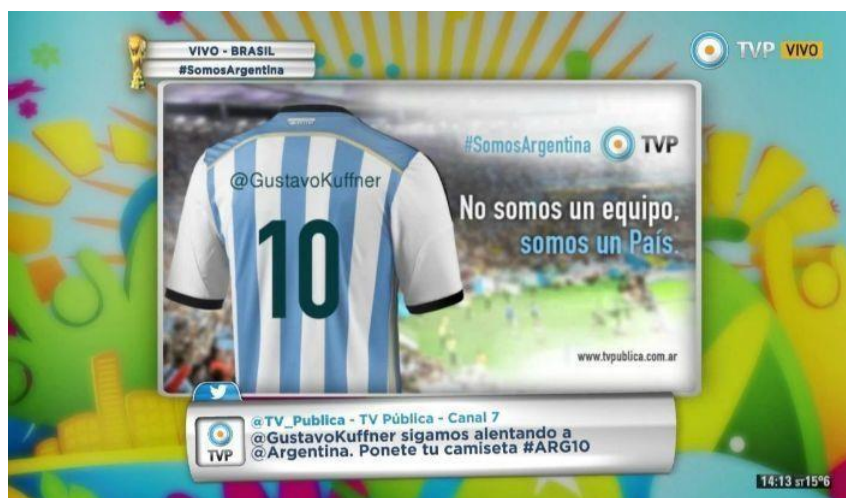 VIVO - BRASIL
#SomosArgentina
TVP VIVO
#SomosArgentina TVP
@GustavoKuffner
10
No somos un equipo,
somos un País.
www.tvpublica.com.ar
@TV_Publica - TV Pública - Canal 7
@GustavoKuffner sigamos alentando a
@Argentina. Ponete tu camiseta #ARG10
TVP
14:13 ST15°6